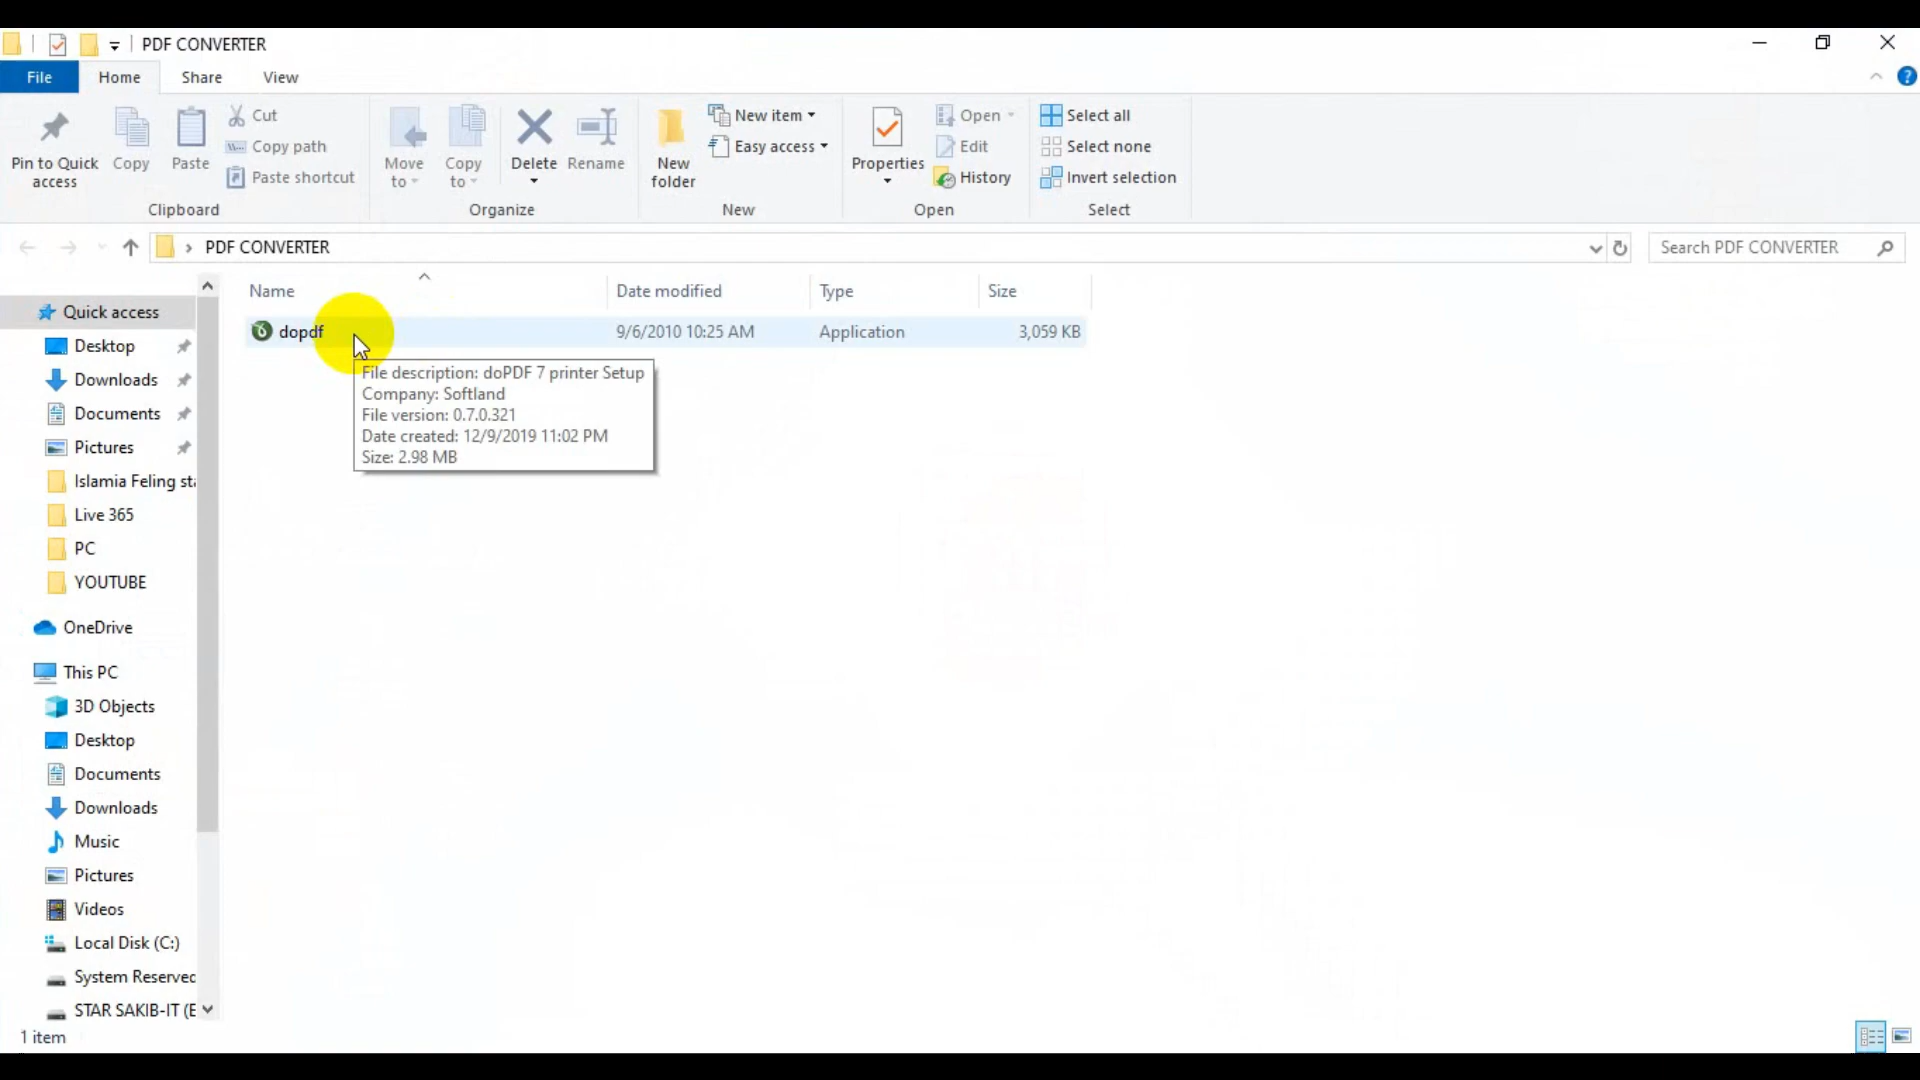 PDF CONVERTER
File Home Share View
Pin to Quick access
Copy
Paste
Cut
Copy path
Paste shortcut
Clipboard
Move to
Copy to
Delete
Rename
Organize
New folder
New item
Easy access
New
Properties
Open
Edit
History
Open
Select all
Select none
Invert selection
Select
PDF CONVERTER
Search PDF CONVERTER
Name Date modified Type Size
dopdf 9/6/2010 10:25 AM Application 3,059 KB
File description: doPDF 7 printer Setup
Company: Softland
File version: 0.7.0.321
Date created: 12/9/2019 11:02 PM
Size: 2.98 MB
Quick access
Desktop
Downloads
Documents
Pictures
Islamia Feling sta
Live 365
PC
YOUTUBE
OneDrive
This PC
3D Objects
Desktop
Documents
Downloads
Music
Pictures
Videos
Local Disk (C:)
System Reserved
STAR SAKIB-IT (E
1 item